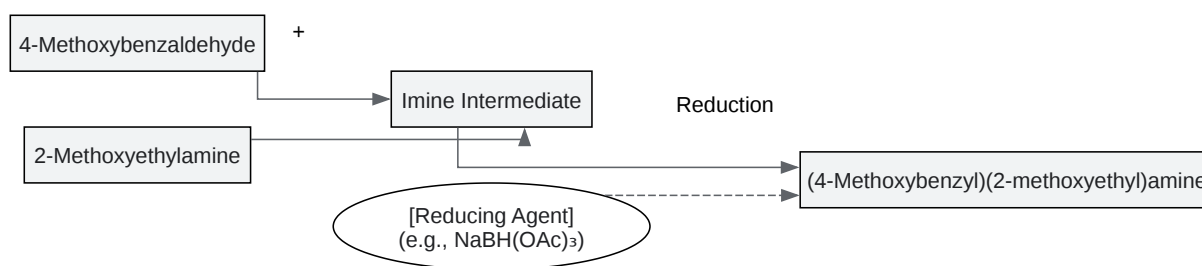 4-Methoxybenzaldehyde
+
2-Methoxyethylamine
Imine Intermediate
Reduction
[Reducing Agent]
(e.g., NaBH(OAc)₃)
(4-Methoxybenzyl)(2-methoxyethyl)amine